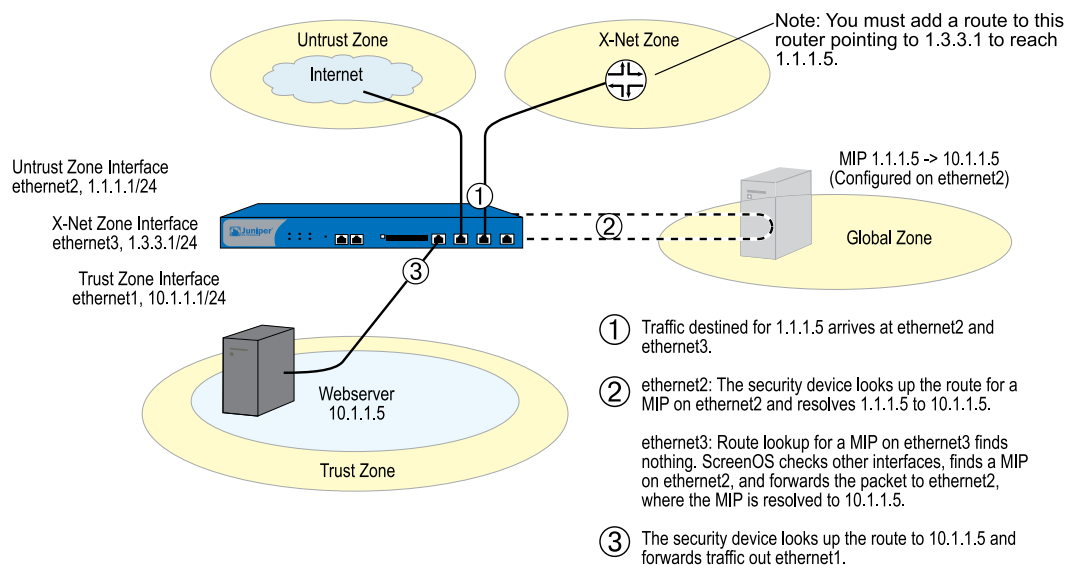 Untrust Zone
Internet
X-Net Zone
Note: You must add a route to this
router pointing to 1.3.3.1 to reach
1.1.1.5.
Untrust Zone Interface
ethernet2, 1.1.1.1/24
X-Net Zone Interface
ethernet3, 1.3.3.1/24
Trust Zone Interface
ethernet1, 10.1.1.1/24
Juniper
1
2
3
MIP 1.1.1.5 -> 10.1.1.5
(Configured on ethernet2)
Global Zone
Webserver
10.1.1.5
Trust Zone
1 Traffic destined for 1.1.1.5 arrives at ethernet2 and
ethernet3.
2 ethernet2: The security device looks up the route for a
MIP on ethernet2 and resolves 1.1.1.5 to 10.1.1.5.
ethernet3: Route lookup for a MIP on ethernet3 finds
nothing. ScreenOS checks other interfaces, finds a MIP
on ethernet2, and forwards the packet to ethernet2,
where the MIP is resolved to 10.1.1.5.
3 The security device looks up the route to 10.1.1.5 and
forwards traffic out ethernet1.